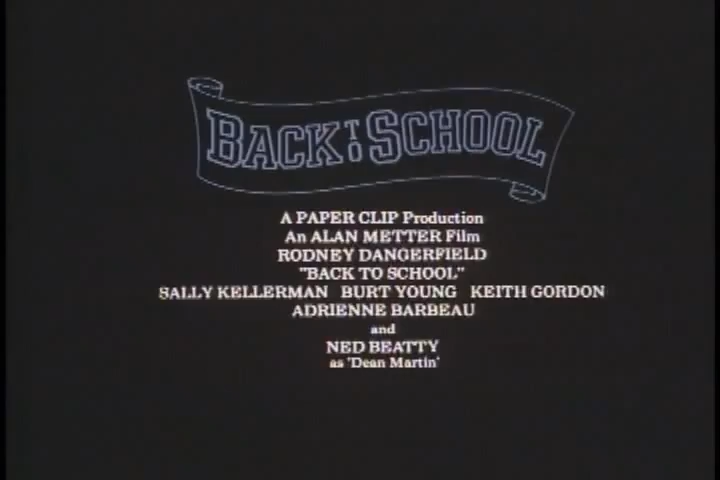 BACK TO SCHOOL
A PAPER CLIP Production
An ALAN METTER Film
RODNEY DANGERFIELD
"BACK TO SCHOOL"
SALLY KELLERMAN BURT YOUNG KEITH GORDON
ADRIENNE BARBEAU
and
NED BEATTY
as 'Dean Martin'